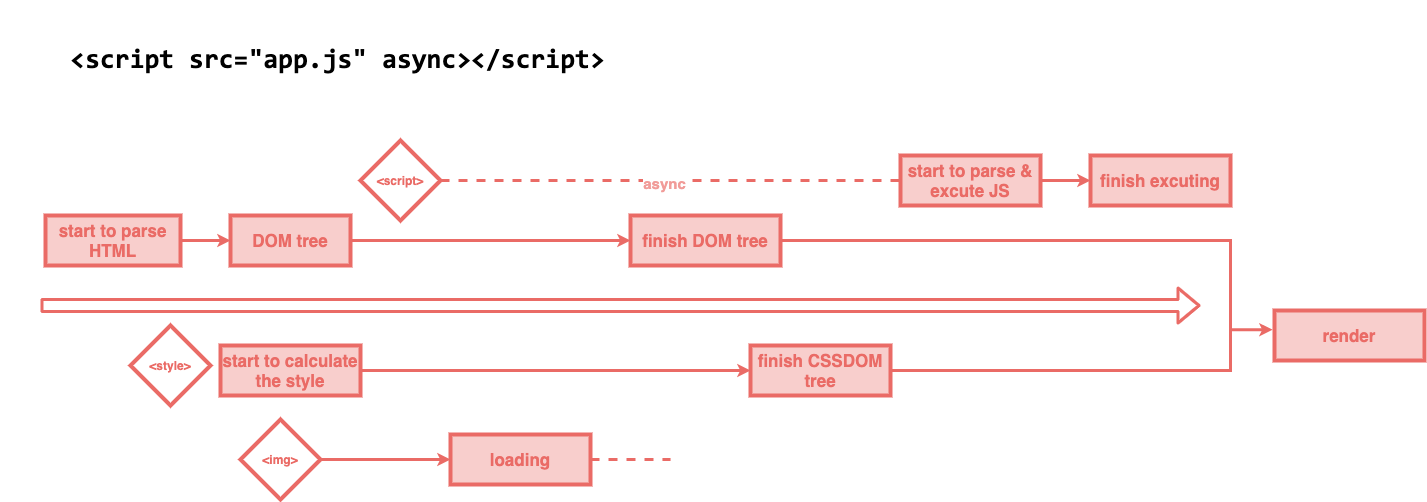 <script src="app.js" async></script>
<script>
async
start to parse &
excute JS
finish excuting
start to parse
HTML
DOM tree
finish DOM tree
render
<style>
start to calculate
the style
finish CSSDOM
tree
<img>
loading